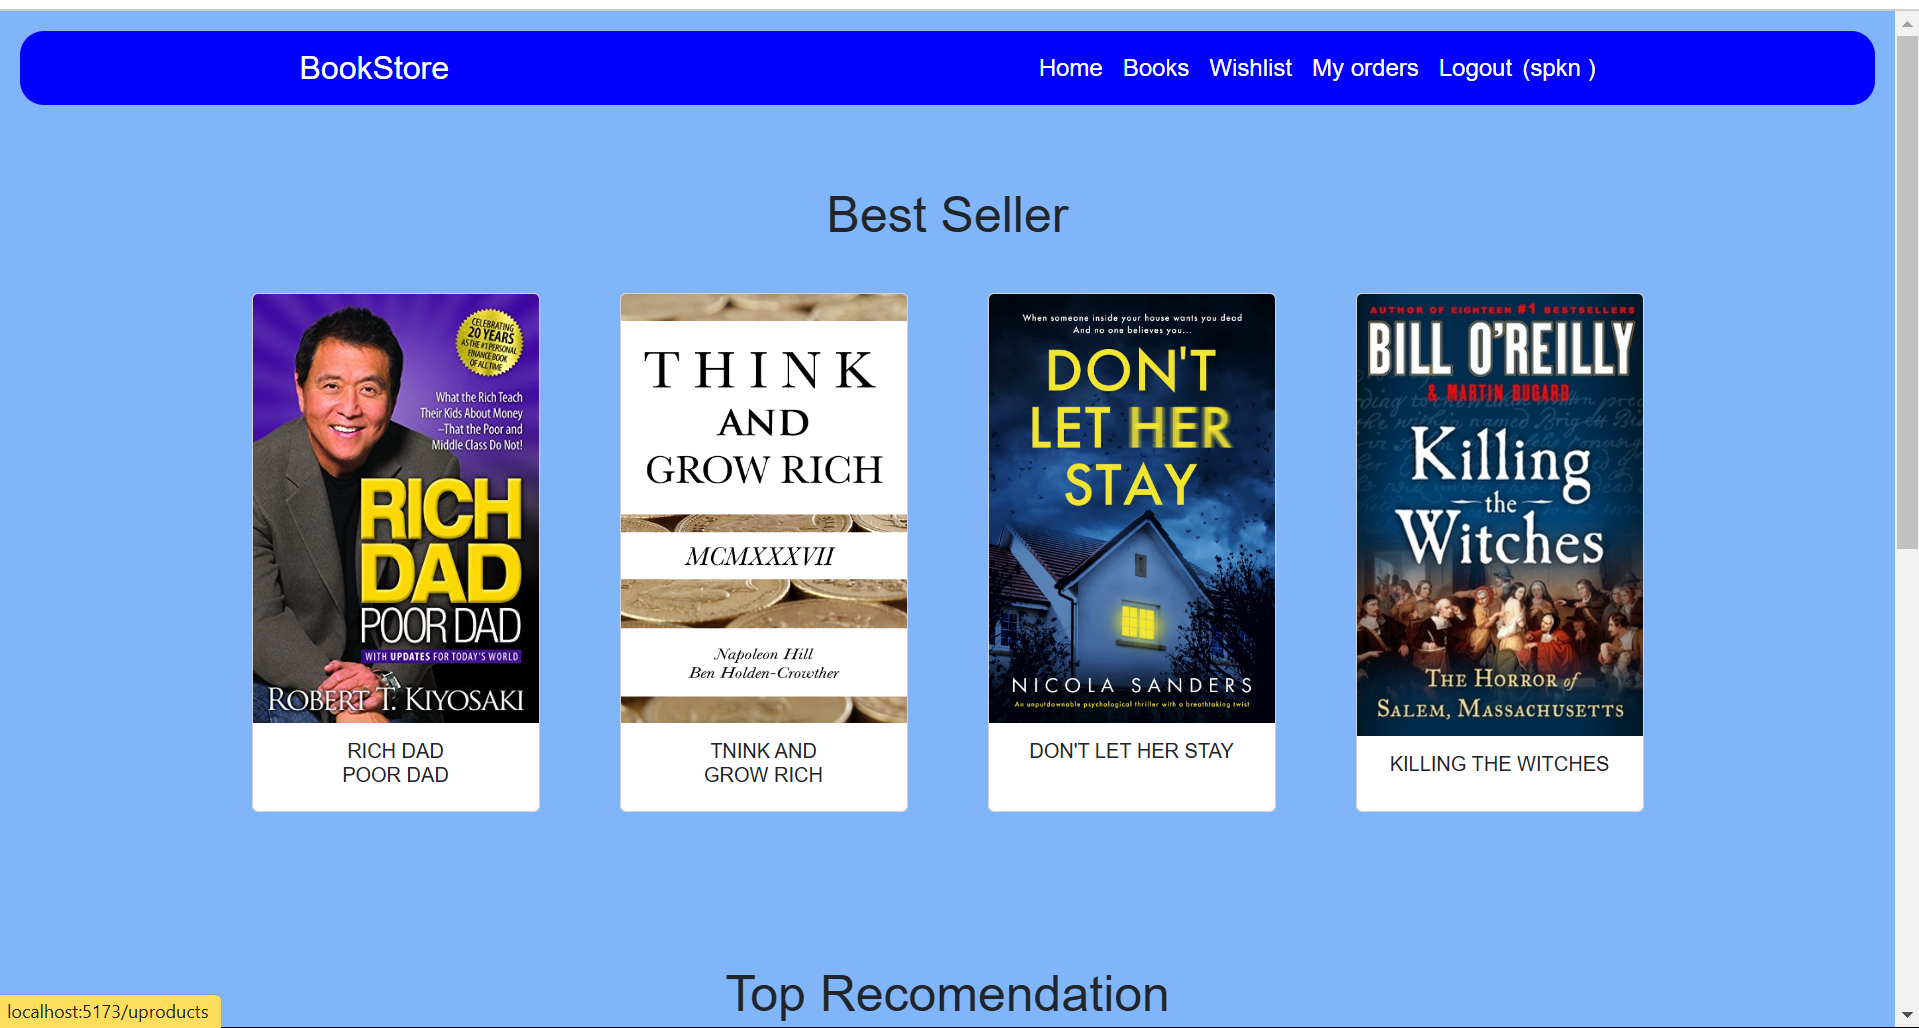 BookStore
Home Books Wishlist My orders Logout (spkn )
Best Seller
CELEBRATING
20 YEARS
AS THE #1 PERSONAL
FINANCE BOOK
OF ALL TIME
What the Rich Teach
Their Kids About Money
–That the Poor and
Middle Class Do Not!
RICH
DAD
POOR DAD
WITH UPDATES FOR TODAY'S WORLD
ROBERT T. KIYOSAKI
RICH DAD
POOR DAD
THINK
AND
GROW RICH
MCMXXXVII
Napoleon Hill
Ben Holden-Crowther
TNINK AND
GROW RICH
When someone inside your house wants you dead
And no one believes you...
DON'T
LET HER
STAY
NICOLA SANDERS
An unputdownable psychological thriller with a breathtaking twist
DON'T LET HER STAY
AUTHOR OF EIGHTEEN #1 BESTSELLERS
BILL O'REILLY
& MARTIN DUGARD
Killing
the
Witches
THE HORROR of
SALEM, MASSACHUSETTS
KILLING THE WITCHES
Top Recomendation
localhost:5173/uproducts